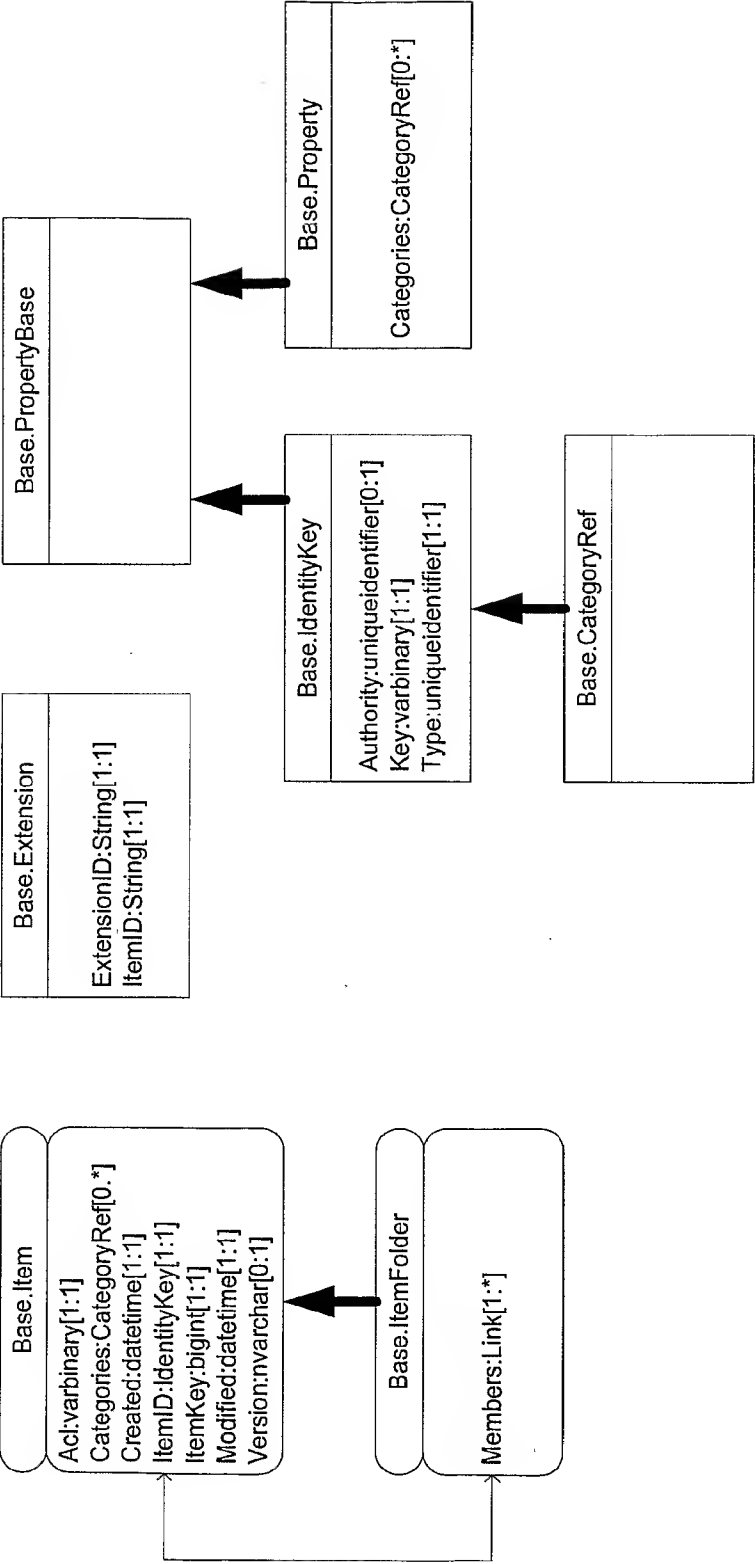 Base.Item
Acl:varbinary[1:1]
Categories:CategoryRef[0.*]
Created:datetime[1:1]
ItemID:IdentityKey[1:1]
ItemKey:bigint[1:1]
Modified:datetime[1:1]
Version:nvarchar[0:1]
Base.ItemFolder
Members:Link[1:*]
Base.Extension
ExtensionID:String[1:1]
ItemID:String[1:1]
Base.PropertyBase
Base.IdentityKey
Authority:uniqueidentifier[0:1]
Key:varbinary[1:1]
Type:uniqueidentifier[1:1]
Base.Property
Categories:CategoryRef[0:*]
Base.CategoryRef